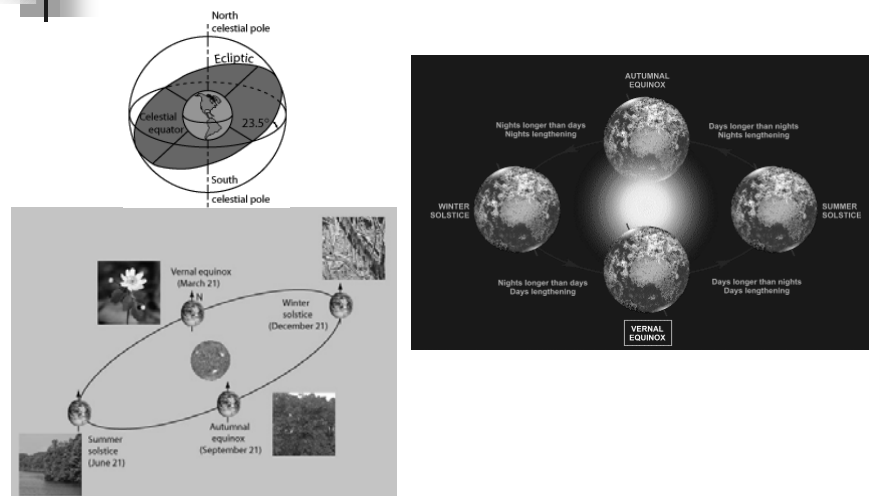 North
celestial pole
Ecliptic
Celestial
equator
23.5°
South
celestial pole
Vernal equinox
(March 21)
N
Winter
solstice
(December 21)
Summer
solstice
(June 21)
Autumnal
equinox
(September 21)
AUTUMNAL
EQUINOX
Nights longer than days
Nights lengthening
Days longer than nights
Nights lengthening
WINTER
SOLSTICE
SUMMER
SOLSTICE
Nights longer than days
Days lengthening
Days longer than nights
Days lengthening
VERNAL
EQUINOX